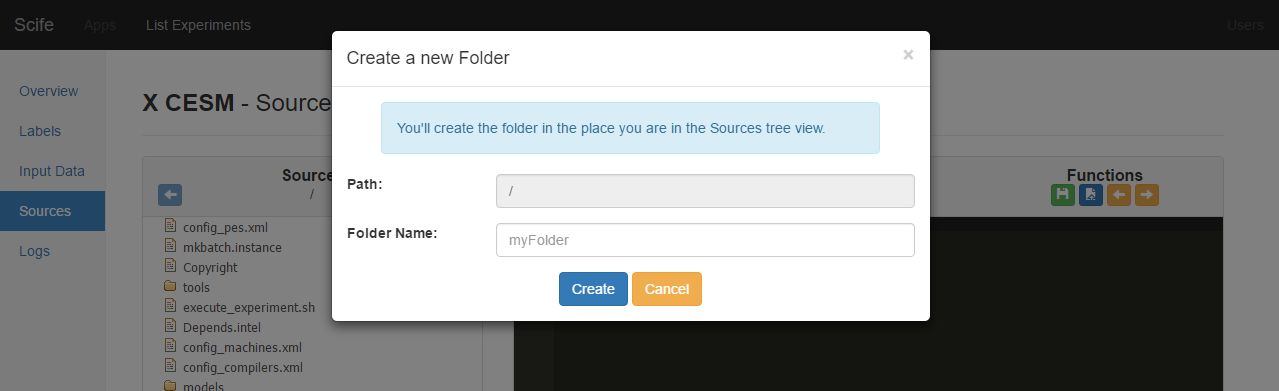 Scife Apps List Experiments Users
Create a new Folder ×
You'll create the folder in the place you are in the Sources tree view.
Path: /
Folder Name: myFolder
Create Cancel
Overview
Labels
Input Data
Sources
Logs
X CESM - Source
Source
/
config_pes.xml
mkbatch.instance
Copyright
tools
execute_experiment.sh
Depends.intel
config_machines.xml
config_compilers.xml
models
Functions